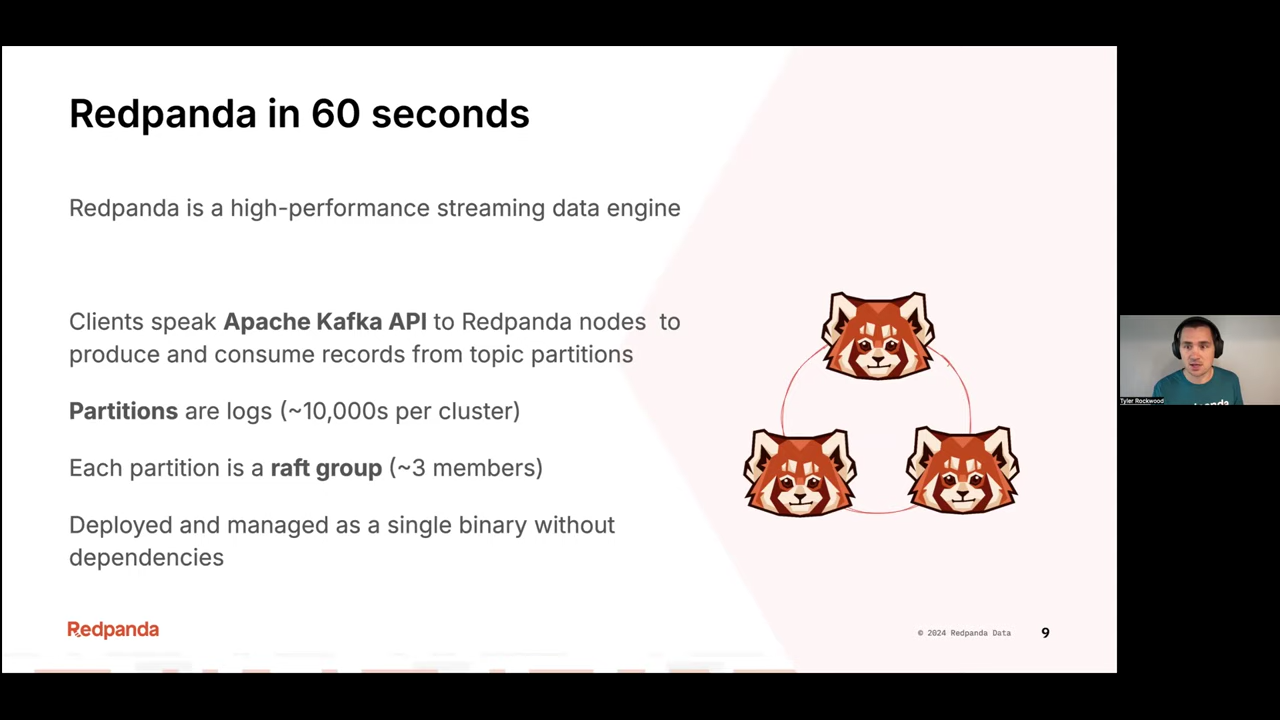 Redpanda in 60 seconds
Redpanda is a high-performance streaming data engine
Clients speak Apache Kafka API to Redpanda nodes  to
produce and consume records from topic partitions
Partitions are logs (~10,000s per cluster)
Each partition is a raft group (~3 members)
Deployed and managed as a single binary without
dependencies
Redpanda
© 2024 Redpanda Data
9
Tyler Rockwood